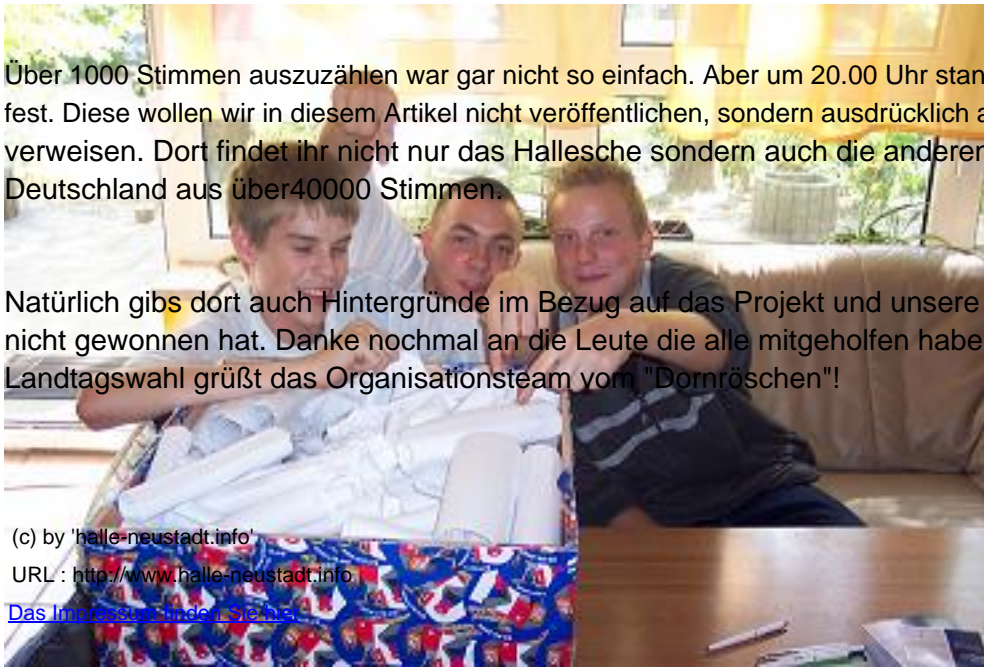 Über 1000 Stimmen auszuzählen war gar nicht so einfach. Aber um 20.00 Uhr stan
fest. Diese wollen wir in diesem Artikel nicht veröffentlichen, sondern ausdrücklich a
verweisen. Dort findet ihr nicht nur das Hallesche sondern auch die anderen
Deutschland aus über40000 Stimmen.
Natürlich gibs dort auch Hintergründe im Bezug auf das Projekt und unsere
nicht gewonnen hat. Danke nochmal an die Leute die alle mitgeholfen habe
Landtagswahl grüßt das Organisationsteam vom "Dornröschen"!
(c) by 'halle-neustadt.info'
URL : http://www.halle-neustadt.info
Das Impressum finden Sie hier